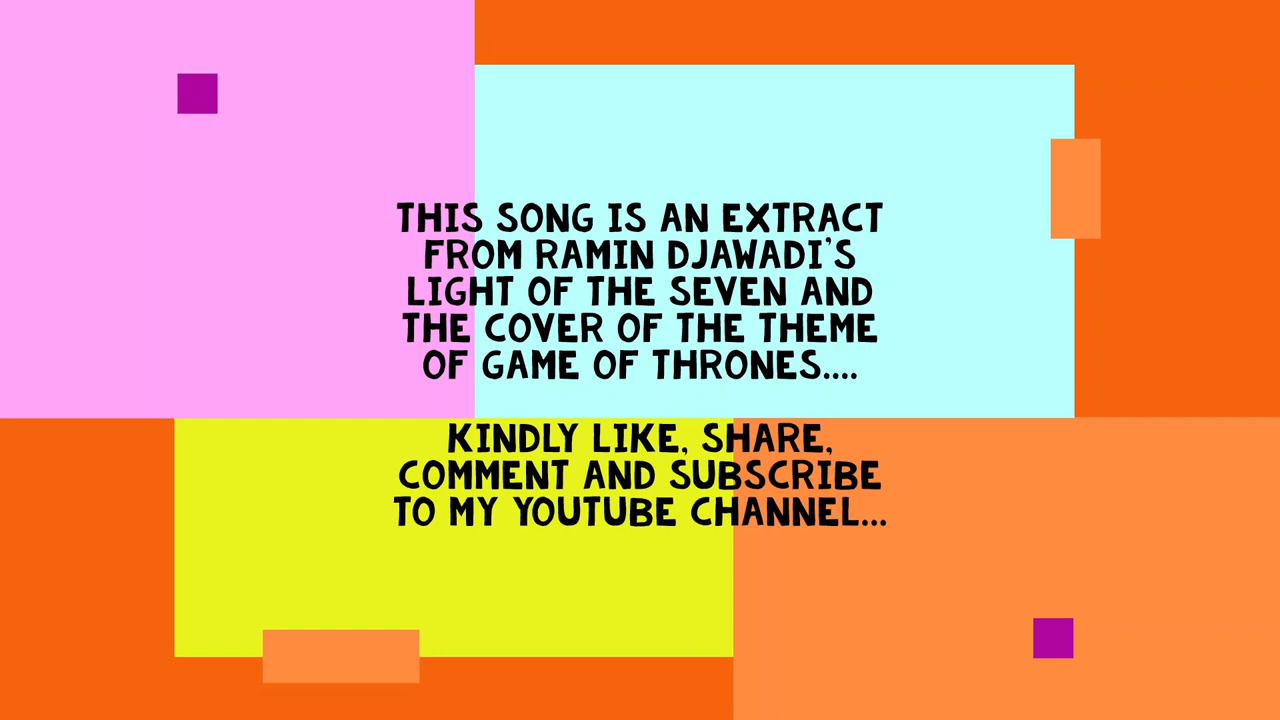 THIS SONG IS AN EXTRACT
FROM RAMIN DJAWADI'S
LIGHT OF THE SEVEN AND
THE COVER OF THE THEME
OF GAME OF THRONES....
KINDLY LIKE, SHARE,
COMMENT AND SUBSCRIBE
TO MY YOUTUBE CHANNEL...